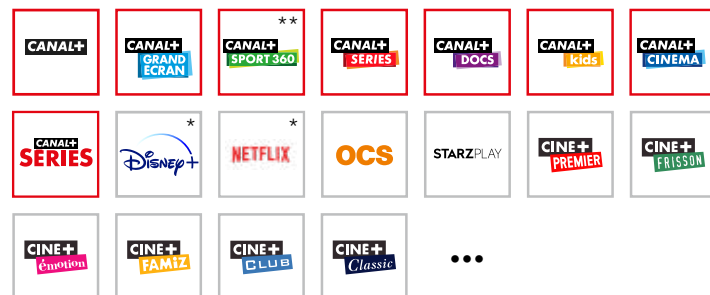 CANAL+
CANAL+
GRAND
ÉCRAN
**
CANAL+
SPORT 360
CANAL+
SERIES
CANAL+
DOCS
CANAL+
kids
CANAL+
CINEMA
CANAL+
SERIES
*
Disney+
*
NETFLIX
OCS
STARZPLAY
CINE+
PREMIER
CINE+
FRISSON
CINE+
émotion
CINE+
FAMIZ
CINE+
CLUB
CINE+
Classic
...